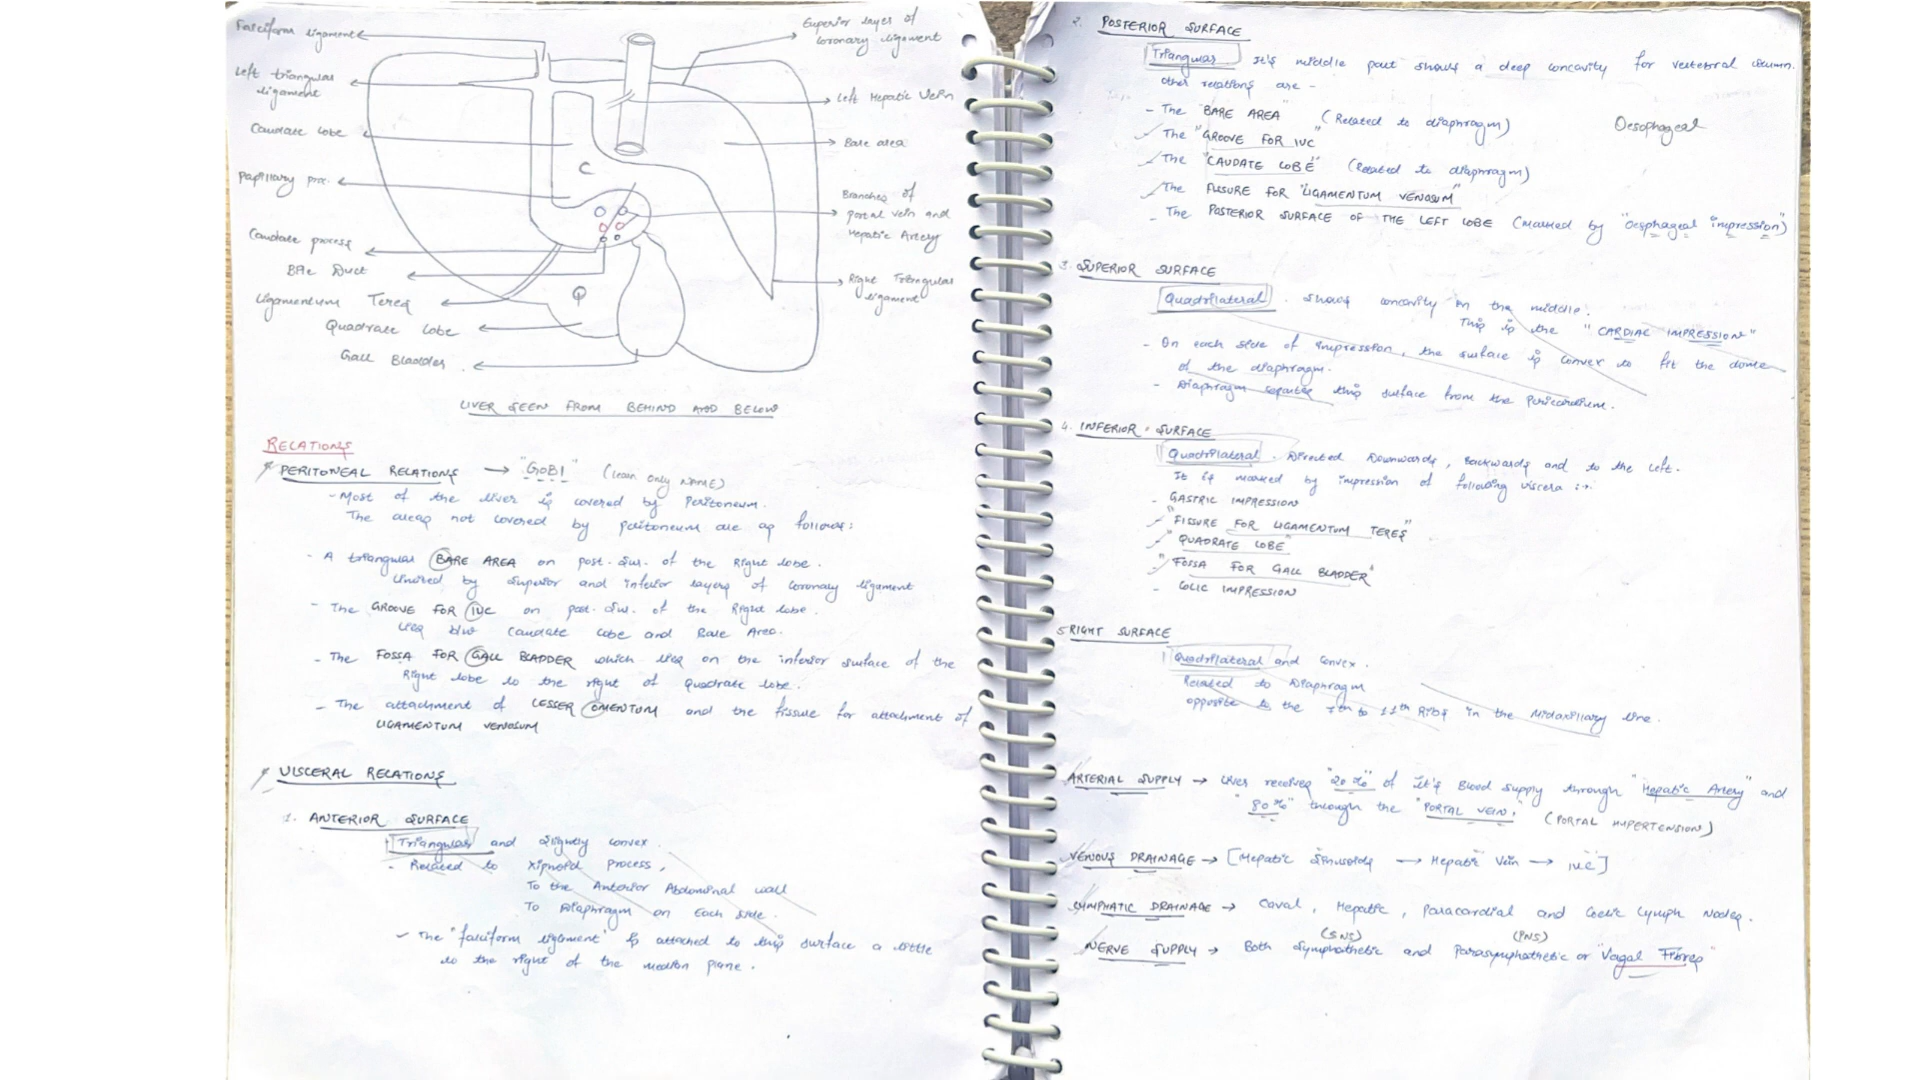 Falciform ligament
Left triangular
ligament
Caudate lobe
Papillary pro.
Caudate process
Bile Duct
Ligamentum Teres
Quadrate lobe
Gall Bladder
Superior layer of
coronary ligament
Left Hepatic Vein
Bare area
Branches of
portal vein and
Hepatic Artery
Right Triangular
ligament
C
Q
LIVER SEEN FROM BEHIND AND BELOW
RELATIONS
PERITONEAL RELATIONS → "GOBI" (learn only NAME)
- Most of the liver is covered by Peritoneum.
The areas not covered by peritoneum are as follows:
- A triangular BARE AREA on post. sur. of the Right lobe.
Limited by superior and inferior layers of coronary ligament
- The GROOVE FOR IVC on post. sur. of the Right lobe.
lies b/w caudate lobe and Bare Area.
- The FOSSA FOR GALL BLADDER which lies on the inferior surface of the
Right lobe to the right of Quadrate lobe.
- The attachment of LESSER OMENTUM and the fissure for attachment of
LIGAMENTUM VENOSUM
VISCERAL RELATIONS
1. ANTERIOR SURFACE
Triangular and slightly convex.
- Related to xiphoid process,
To the Anterior Abdominal wall
To Diaphragm on Each side.
- The "falciform ligament" is attached to this surface a little
to the right of the median plane.
2. POSTERIOR SURFACE
Triangular It's middle part shows a deep concavity for vertebral column.
other relations are -
- The "BARE AREA" (Related to diaphragm) Oesophageal
- The "GROOVE FOR IVC"
- The "CAUDATE LOBE" (Related to diaphragm)
- The FISSURE FOR "LIGAMENTUM VENOSUM"
- The POSTERIOR SURFACE OF THE LEFT LOBE (marked by "oesophageal impression")
3. SUPERIOR SURFACE
Quadrilateral. Shows concavity in the middle.
This is the "CARDIAC IMPRESSION"
- On each side of impression, the surface is convex to fit the dome
of the diaphragm.
- Diaphragm separates this surface from the pericardium.
4. INFERIOR SURFACE
Quadrilateral. Directed Downwards, Backwards and to the left.
It is marked by impression of following viscera :-
- GASTRIC IMPRESSION
- "FISSURE FOR LIGAMENTUM TERES"
- "QUADRATE LOBE"
- "FOSSA FOR GALL BLADDER"
- COLIC IMPRESSION
5 RIGHT SURFACE
Quadrilateral and convex.
Related to Diaphragm
opposite to the 7th to 11th Ribs in the Midaxillary line.
ARTERIAL SUPPLY → Liver receives "20%" of it's Blood supply through "Hepatic Artery" and
"80%" through the "PORTAL VEIN." (PORTAL HYPERTENSION)
VENOUS DRAINAGE → [Hepatic Sinusoids → Hepatic Vein → IVC]
LYMPHATIC DRAINAGE → Caval, Hepatic, Paracardial and Coelic Lymph Nodes.
(SNS) (PNS)
NERVE SUPPLY → Both Symphathetic and Parasymphathetic or "Vagal Fibres"